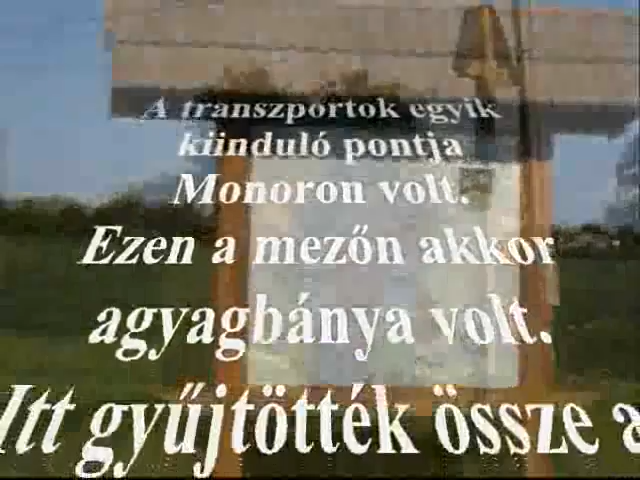 A transzportok egyik
kiinduló pontja
Monoron volt.
Ezen a mezőn akkor
agyagbánya volt.
Itt gyűjtötték össze a